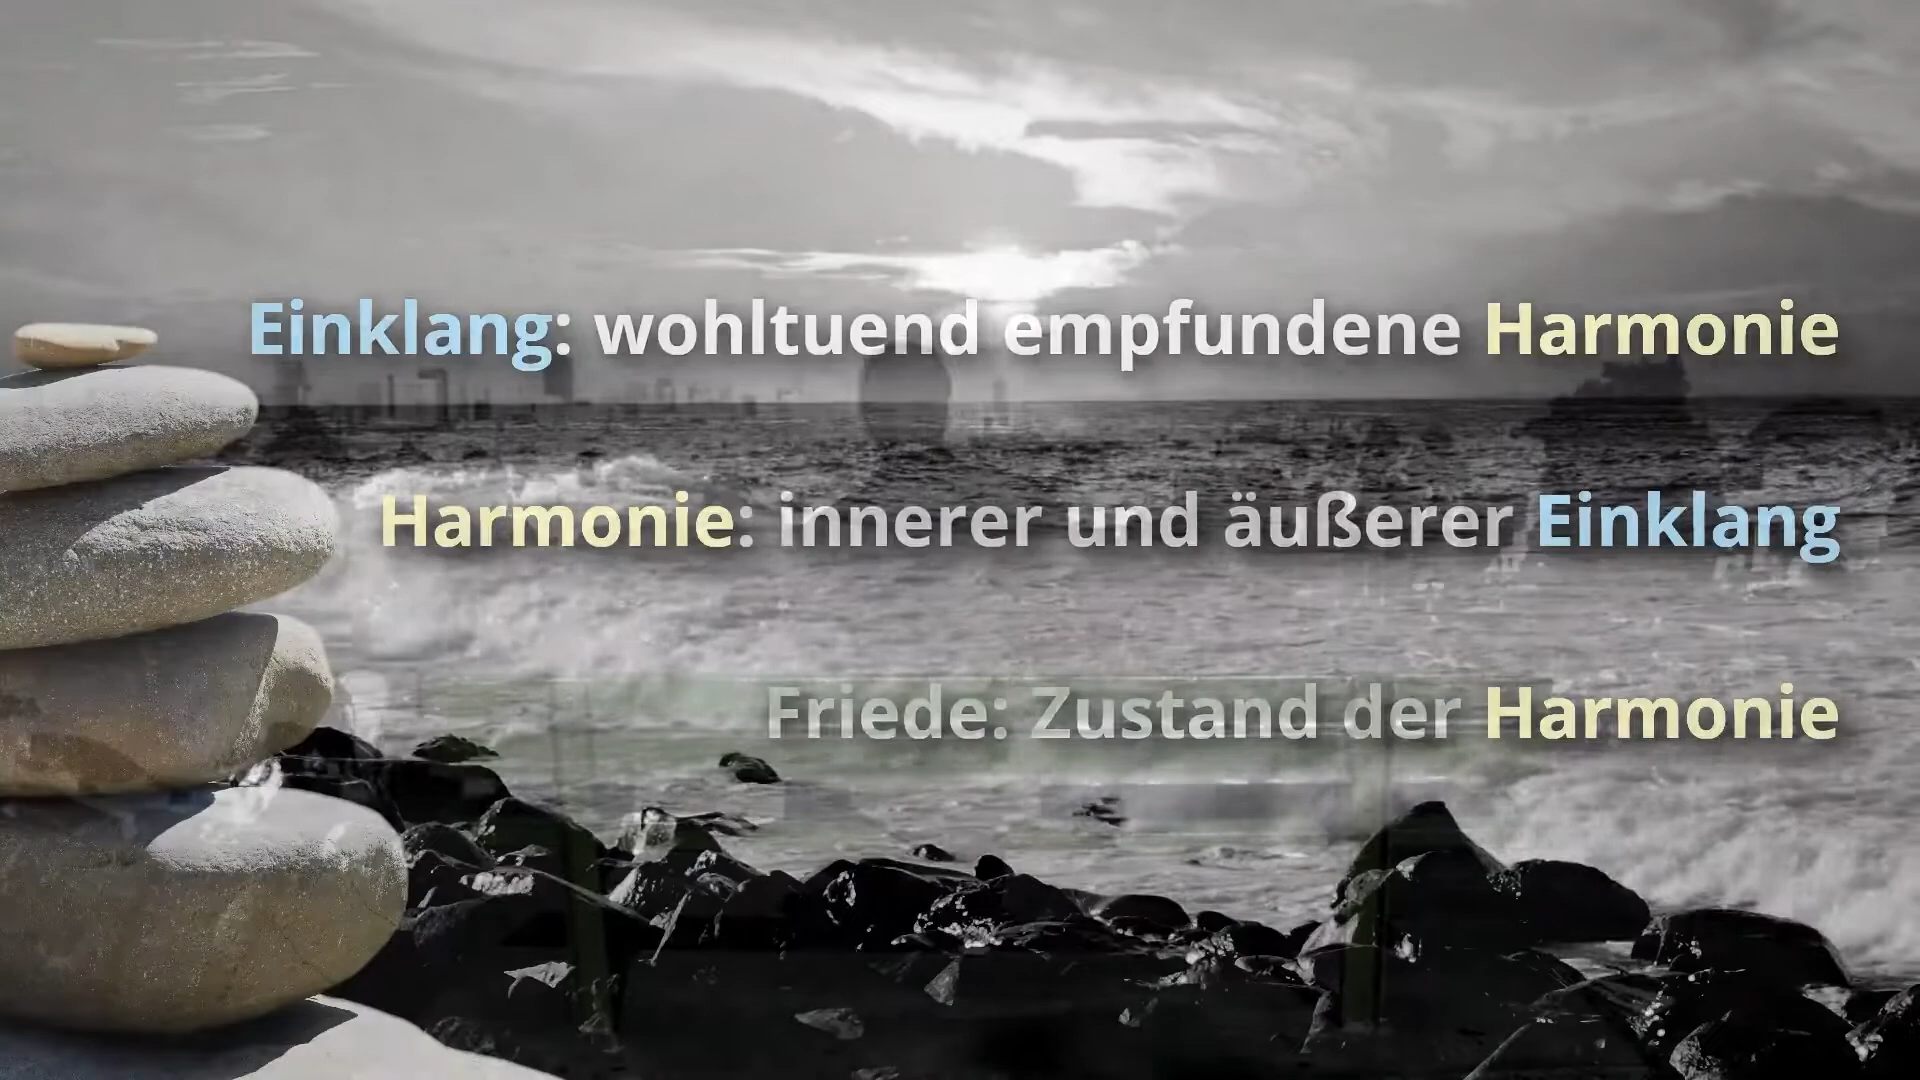 Einklang: wohltuend empfundene Harmonie
Harmonie: innerer und äußerer Einklang
Friede: Zustand der Harmonie